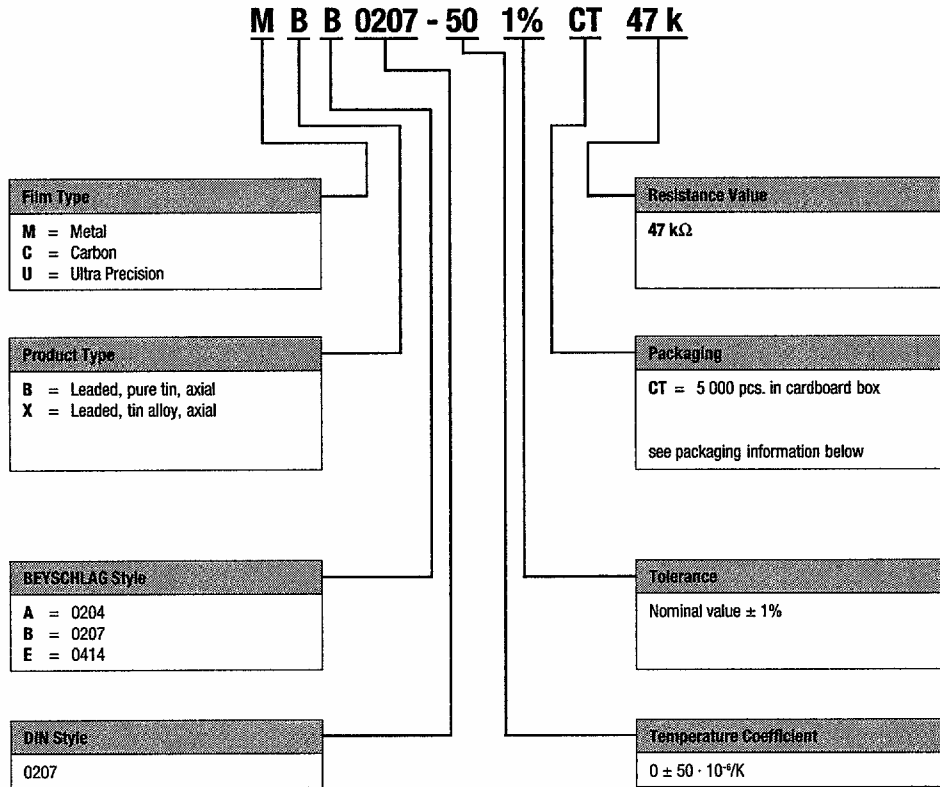 M B B 0207 - 50 1% CT 47 k
Film Type
M = Metal
C = Carbon
U = Ultra Precision
Product Type
B = Leaded, pure tin, axial
X = Leaded, tin alloy, axial
BEYSCHLAG Style
A = 0204
B = 0207
E = 0414
DIN Style
0207
Resistance Value
47 kΩ
Packaging
CT = 5 000 pcs. in cardboard box
see packaging information below
Tolerance
Nominal value ± 1%
Temperature Coefficient
0 ± 50 · 10⁻⁶/K